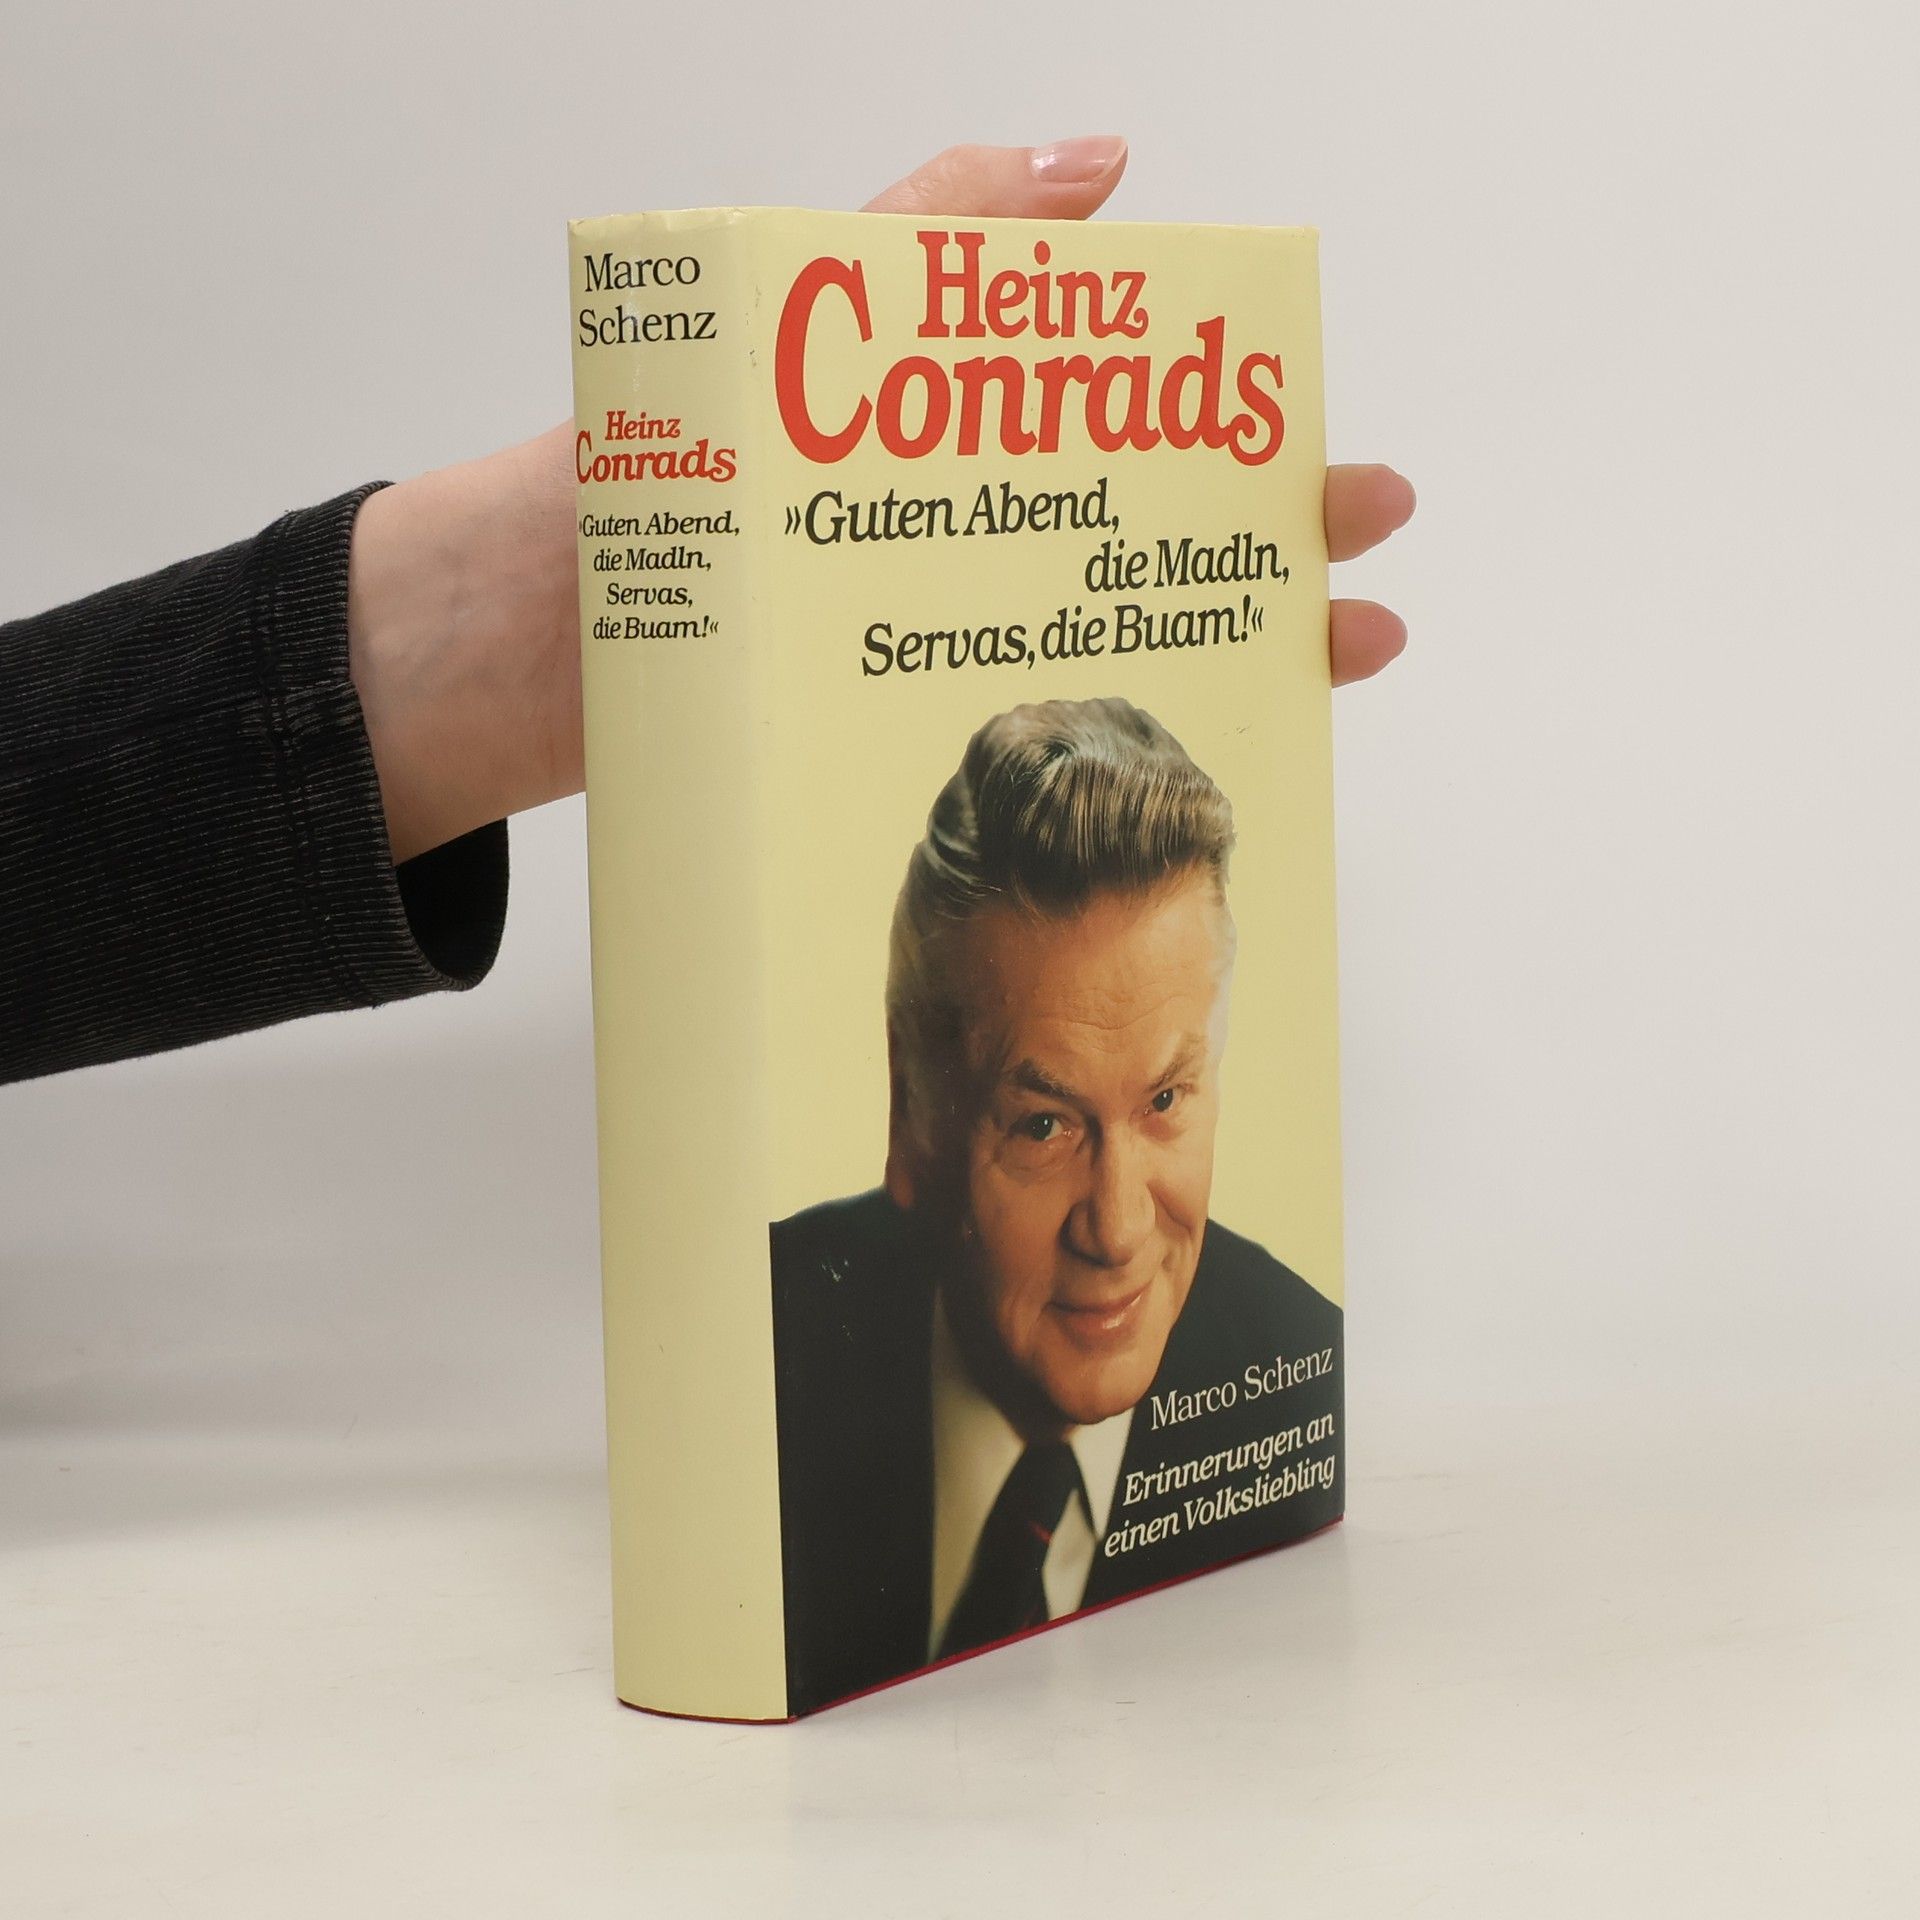 Marco
Schenz
Heinz
Conrads
»Guten Abend,
die Madln,
Servas,
die Buam!«
Heinz
Conrads
»Guten Abend,
die Madln,
Servas, die Buam!«
Marco Schenz
Erinnerungen an
einen Volksliebling